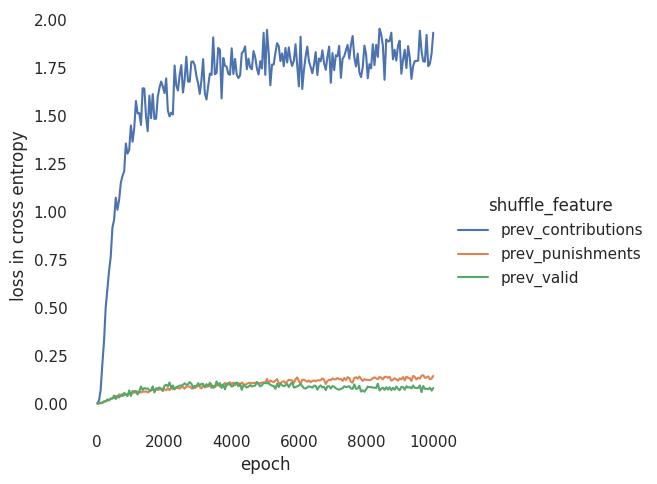 2.00
1.75
1.50
1.25
1.00
0.75
0.50
0.25
0.00
loss in cross entropy
0 2000 4000 6000 8000 10000
epoch
shuffle_feature
prev_contributions
prev_punishments
prev_valid